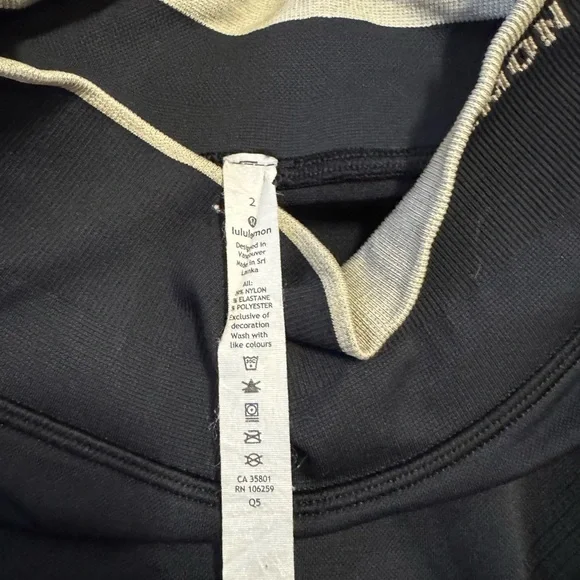 MON
2
lululemon
Designed in
Vancouver
Made in Sri
Lanka
All:
% NYLON
% ELASTANE
% POLYESTER
Exclusive of
decoration
Wash with
like colours
CA 35801
RN 106259
Q5